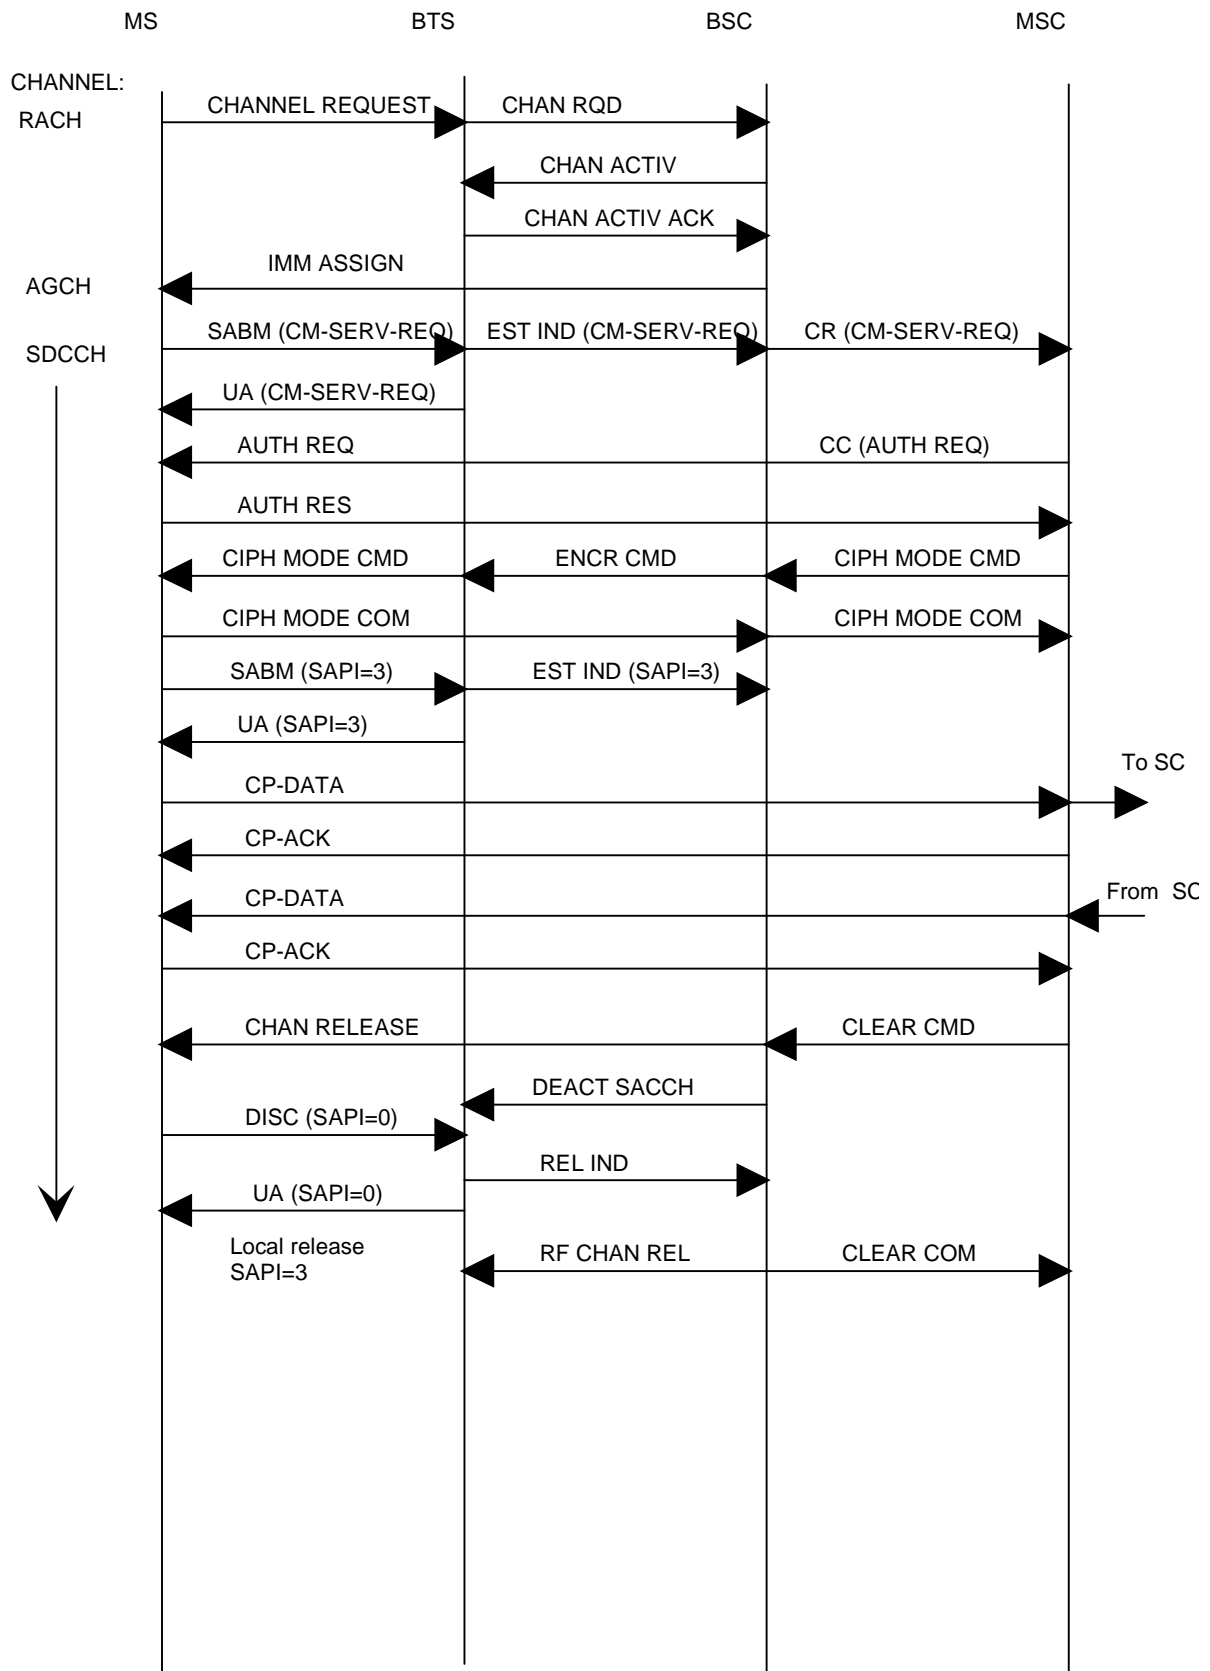 MS BTS BSC MSC
CHANNEL:
CHANNEL REQUEST CHAN RQD
RACH
CHAN ACTIV
CHAN ACTIV ACK
IMM ASSIGN
AGCH
SABM (CM-SERV-REQ) EST IND (CM-SERV-REQ) CR (CM-SERV-REQ)
SDCCH
UA (CM-SERV-REQ)
AUTH REQ CC (AUTH REQ)
AUTH RES
CIPH MODE CMD ENCR CMD CIPH MODE CMD
CIPH MODE COM CIPH MODE COM
SABM (SAPI=3) EST IND (SAPI=3)
UA (SAPI=3)
To SC
CP-DATA
CP-ACK
From SC
CP-DATA
CP-ACK
CHAN RELEASE CLEAR CMD
DEACT SACCH
DISC (SAPI=0)
REL IND
UA (SAPI=0)
Local release
SAPI=3
RF CHAN REL CLEAR COM